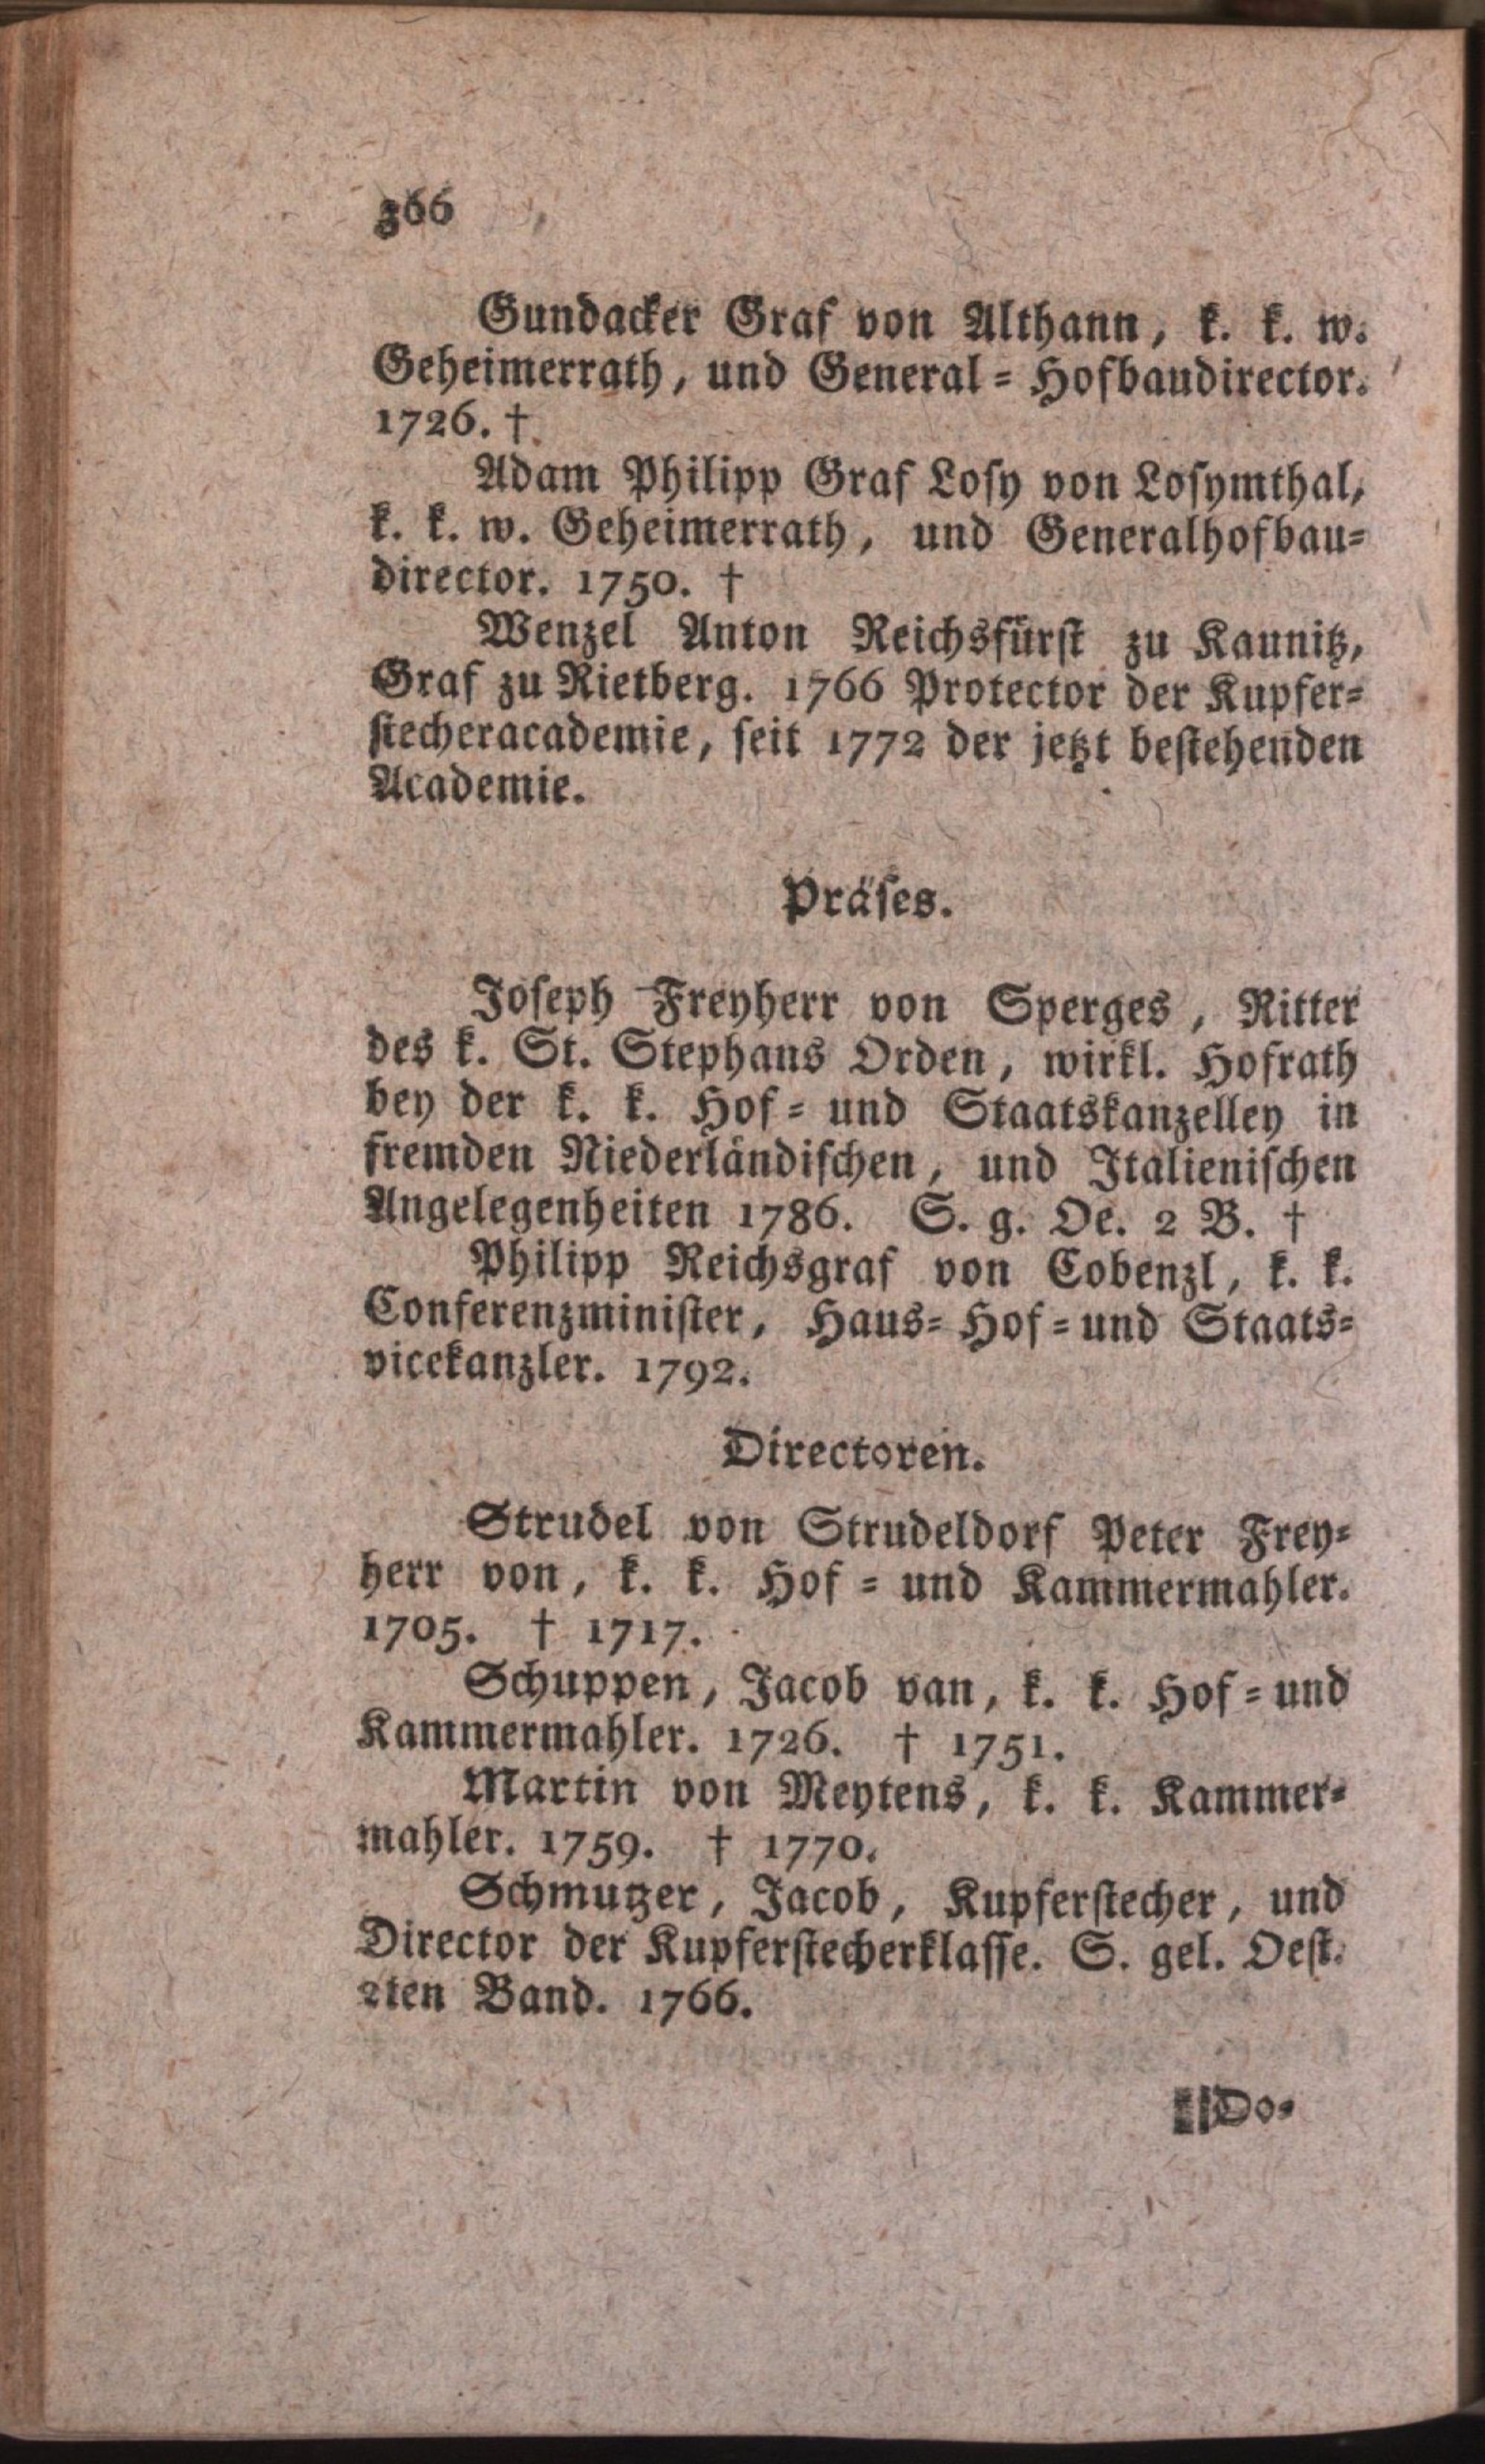 366
Gundacker Graf von Althann, k. k. w.
Geheimerrath, und General-Hofbaudirector.
1726. †.
Adam Philipp Graf Losy von Losymthal,
k. k. w. Geheimerrath, und Generalhofbau-
director. 1750. †
Wenzel Anton Reichsfürst zu Kaunitz,
Graf zu Rietberg. 1766 Protector der Kupfer-
stecheracademie, seit 1772 der jetzt bestehenden
Academie.
Präses.
Joseph Freyherr von Sperges, Ritter
des k. St. Stephans Orden, wirkl. Hofrath
bey der k. k. Hof- und Staatskanzelley in
fremden Niederländischen, und Italienischen
Angelegenheiten 1786. S. g. Oe. 2 B. †
Philipp Reichsgraf von Cobenzl, k. k.
Conferenzminister, Haus- Hof- und Staats-
vicekanzler. 1792.
Directoren.
Strudel von Strudeldorf Peter Frey-
herr von, k. k. Hof- und Kammermahler.
1705. † 1717.
Schuppen, Jacob van, k. k. Hof- und
Kammermahler. 1726. † 1751.
Martin von Meytens, k. k. Kammer-
mahler. 1759. † 1770.
Schmutzer, Jacob, Kupferstecher, und
Director der Kupferstecherklasse. S. gel. Oest.
2ten Band. 1766.
Do-